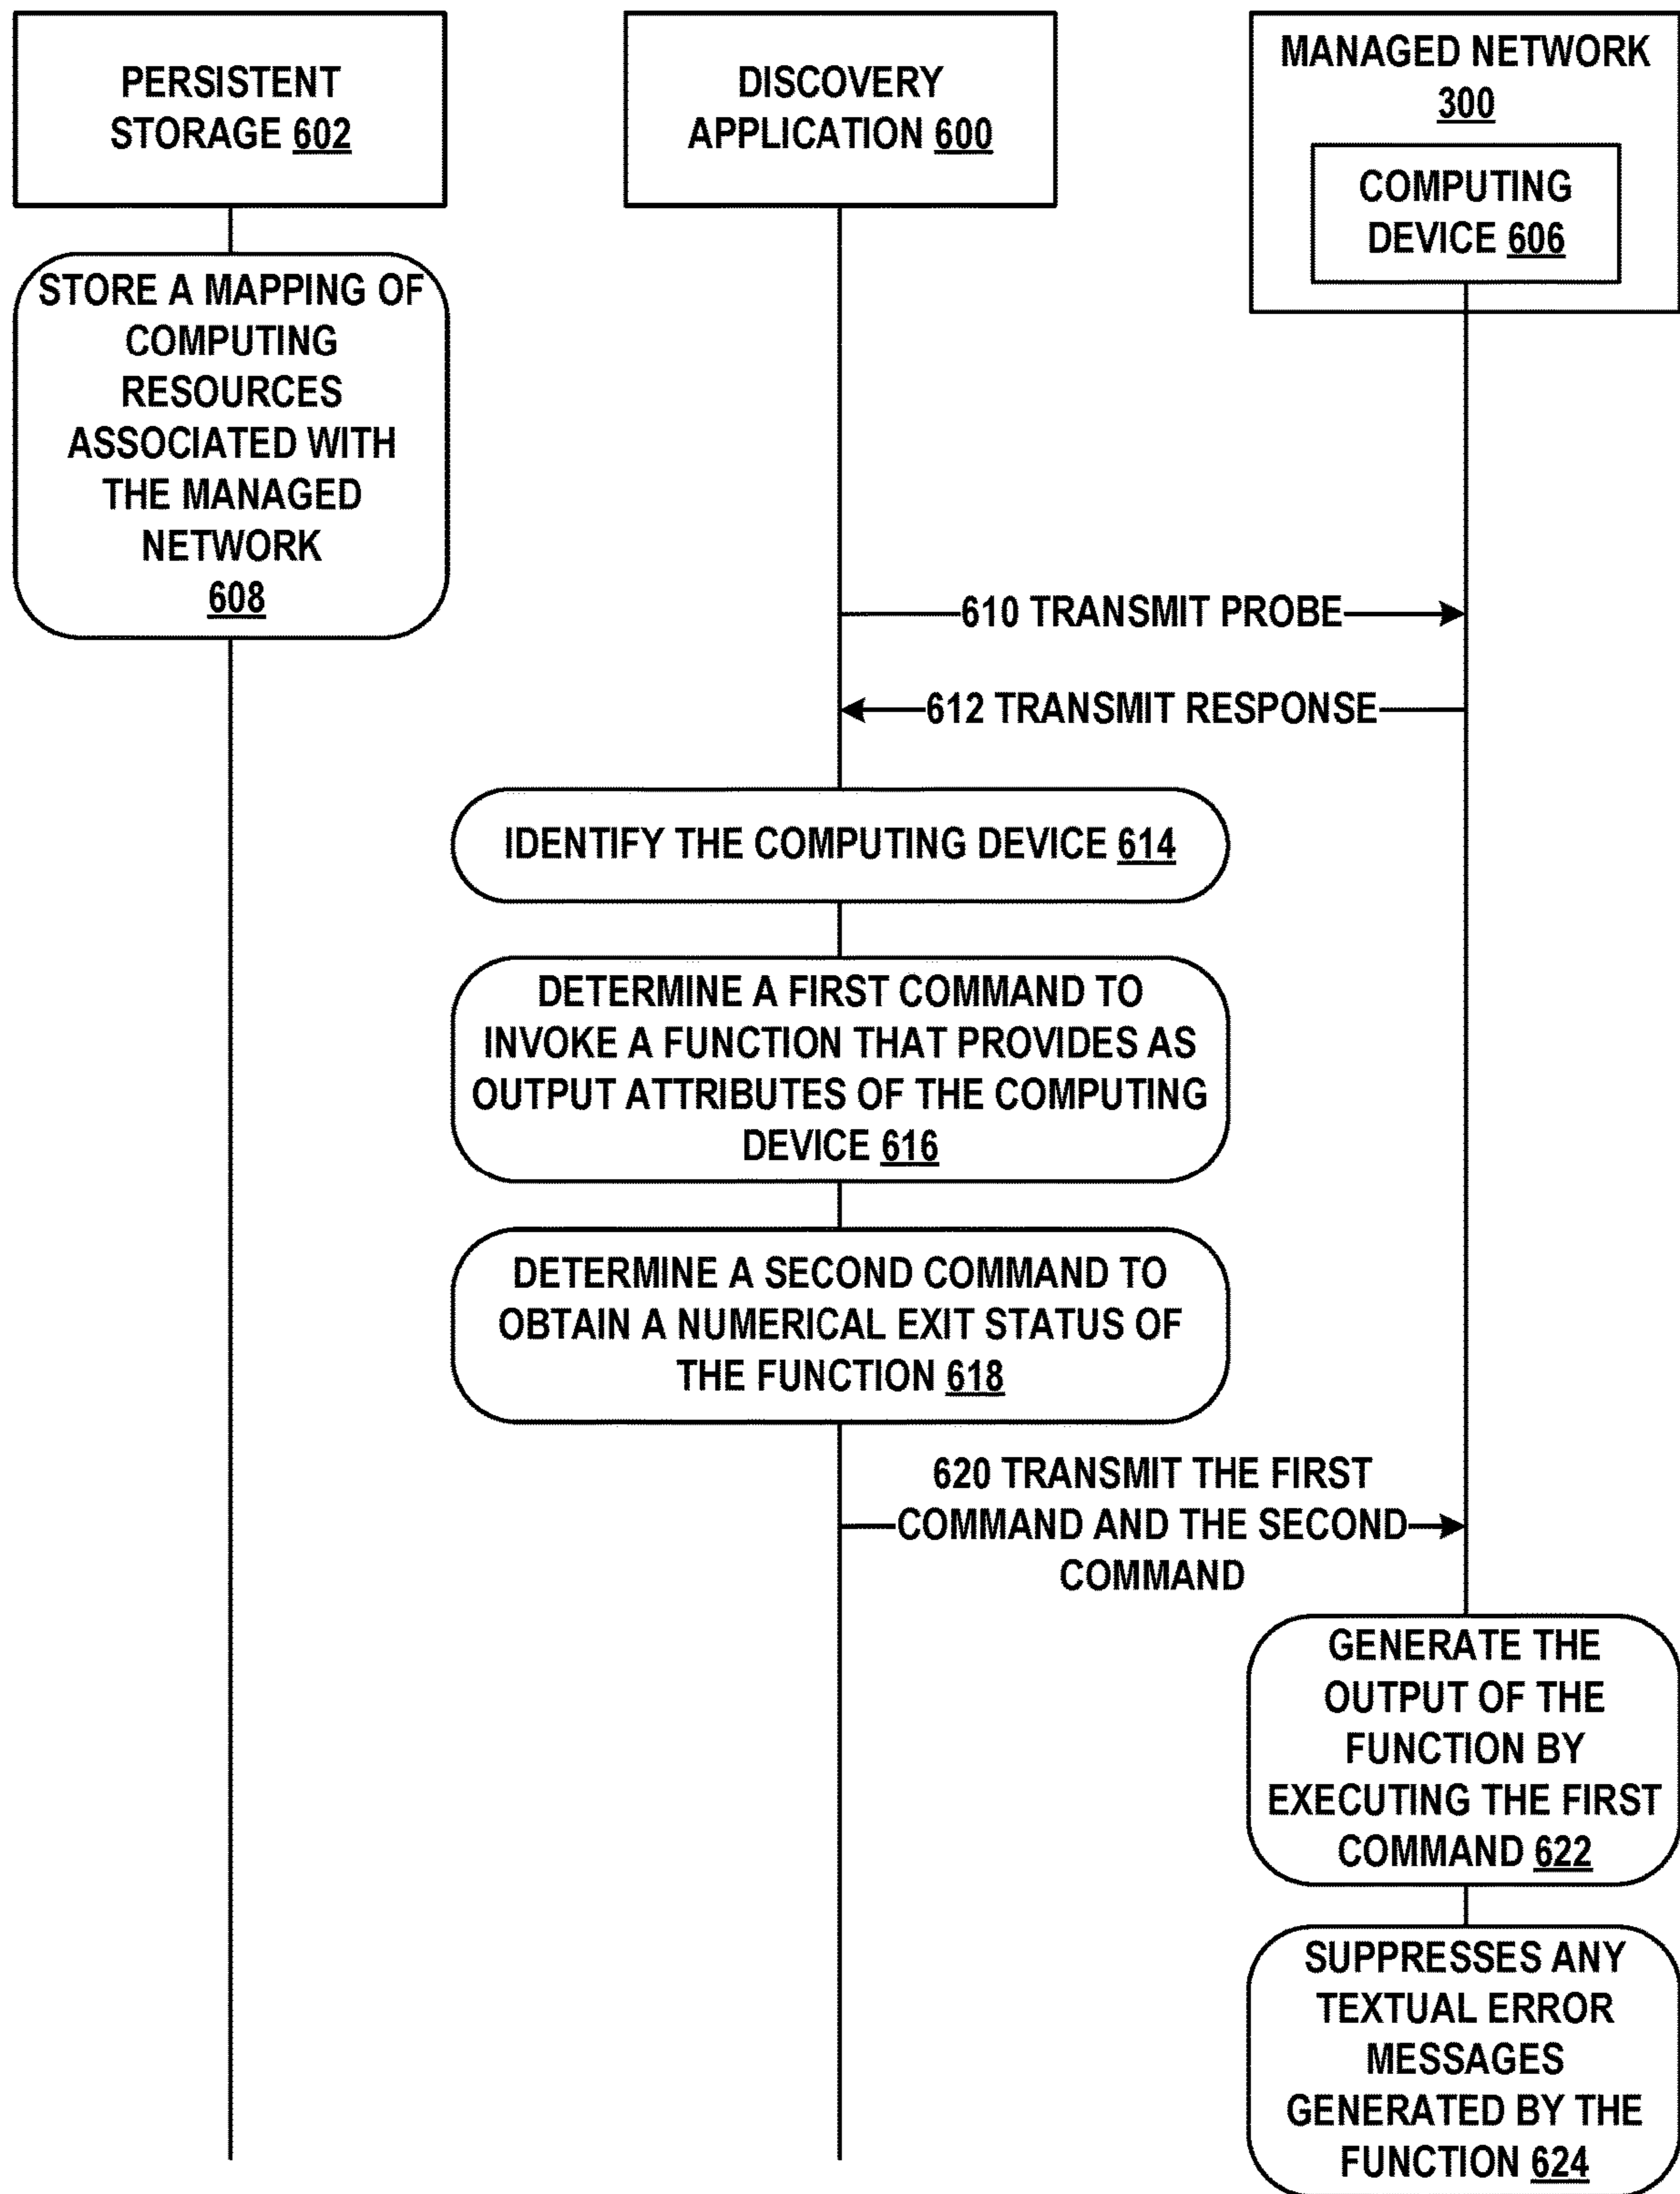 PERSISTENT
STORAGE 602
DISCOVERY
APPLICATION 600
MANAGED NETWORK
300
COMPUTING
DEVICE 606
STORE A MAPPING OF
COMPUTING
RESOURCES
ASSOCIATED WITH
THE MANAGED
NETWORK
608
610 TRANSMIT PROBE
612 TRANSMIT RESPONSE
IDENTIFY THE COMPUTING DEVICE 614
DETERMINE A FIRST COMMAND TO
INVOKE A FUNCTION THAT PROVIDES AS
OUTPUT ATTRIBUTES OF THE COMPUTING
DEVICE 616
DETERMINE A SECOND COMMAND TO
OBTAIN A NUMERICAL EXIT STATUS OF
THE FUNCTION 618
620 TRANSMIT THE FIRST
COMMAND AND THE SECOND
COMMAND
GENERATE THE
OUTPUT OF THE
FUNCTION BY
EXECUTING THE FIRST
COMMAND 622
SUPPRESSES ANY
TEXTUAL ERROR
MESSAGES
GENERATED BY THE
FUNCTION 624